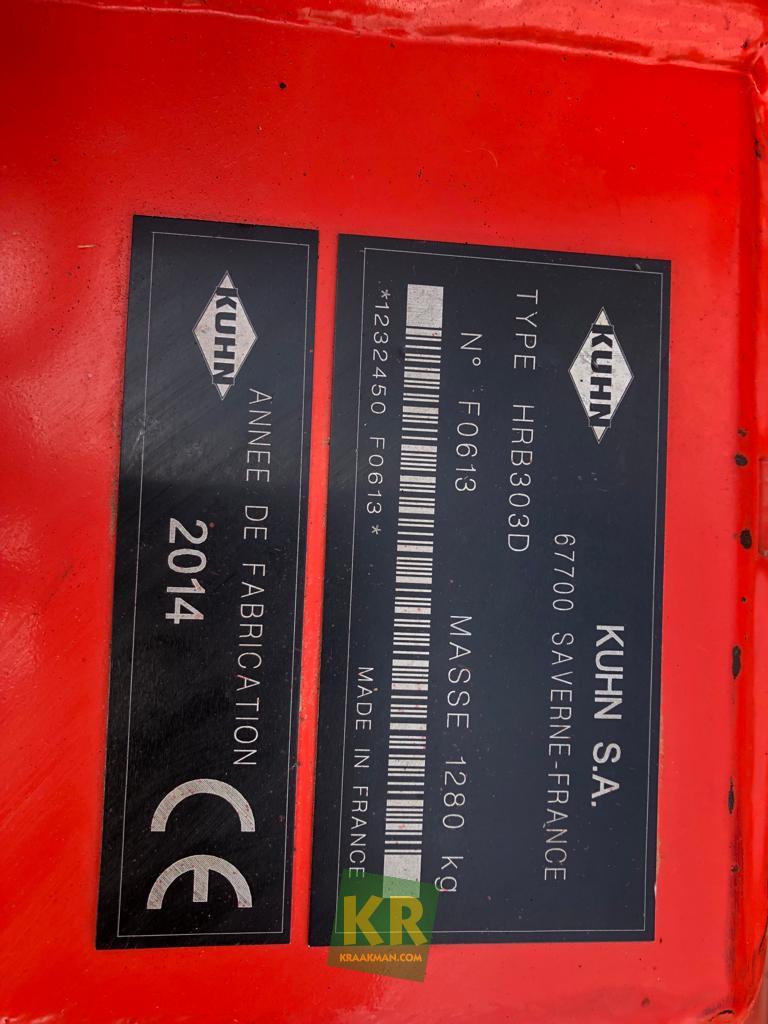 KUHN
KUHN S.A.
67700 SAVERNE-FRANCE
TYPE HRB303D
N° F0613 MASSE 1280 kg
*1232450 F0613*
MADE IN FRANCE
KUHN
ANNEE DE FABRICATION
2014
CE
KR
KRAAKMAN.COM